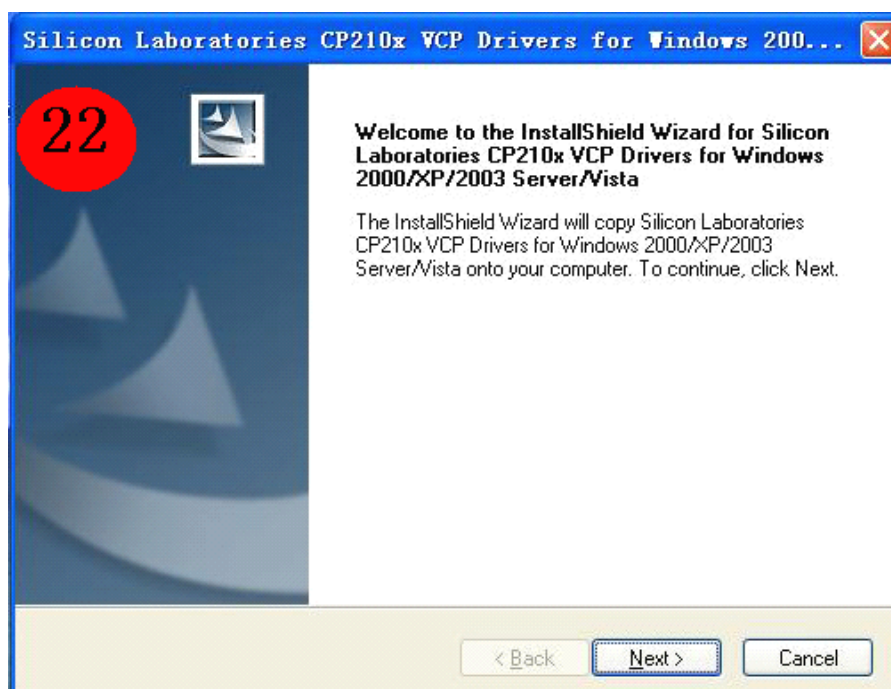 Silicon Laboratories CP210x VCP Drivers for Windows 200...
22
Welcome to the InstallShield Wizard for Silicon
Laboratories CP210x VCP Drivers for Windows
2000/XP/2003 Server/Vista
The InstallShield Wizard will copy Silicon Laboratories
CP210x VCP Drivers for Windows 2000/XP/2003
Server/Vista onto your computer. To continue, click Next.
< Back
Next >
Cancel